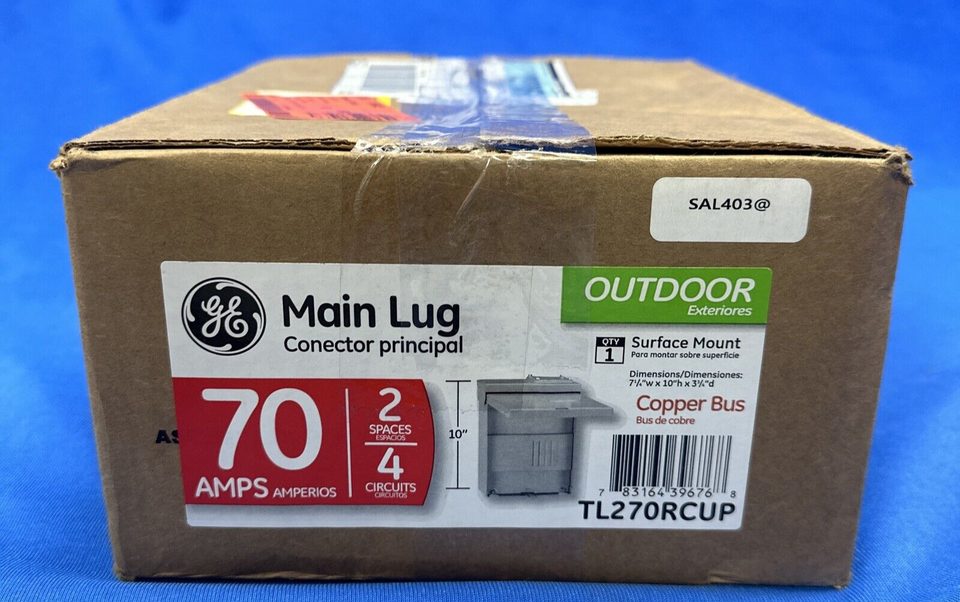 SAL403@
GE
Main Lug
Conector principal
OUTDOOR
Exteriores
QTY
1
Surface Mount
Para montar sobre superficie
Dimensions/Dimensiones:
7¼"w x 10"h x 3¾"d
Copper Bus
Bus de cobre
70
AMPS AMPERIOS
2
SPACES
ESPACIOS
4
CIRCUITS
CIRCUITOS
10"
7 83164 39676 8
TL270RCUP
AS